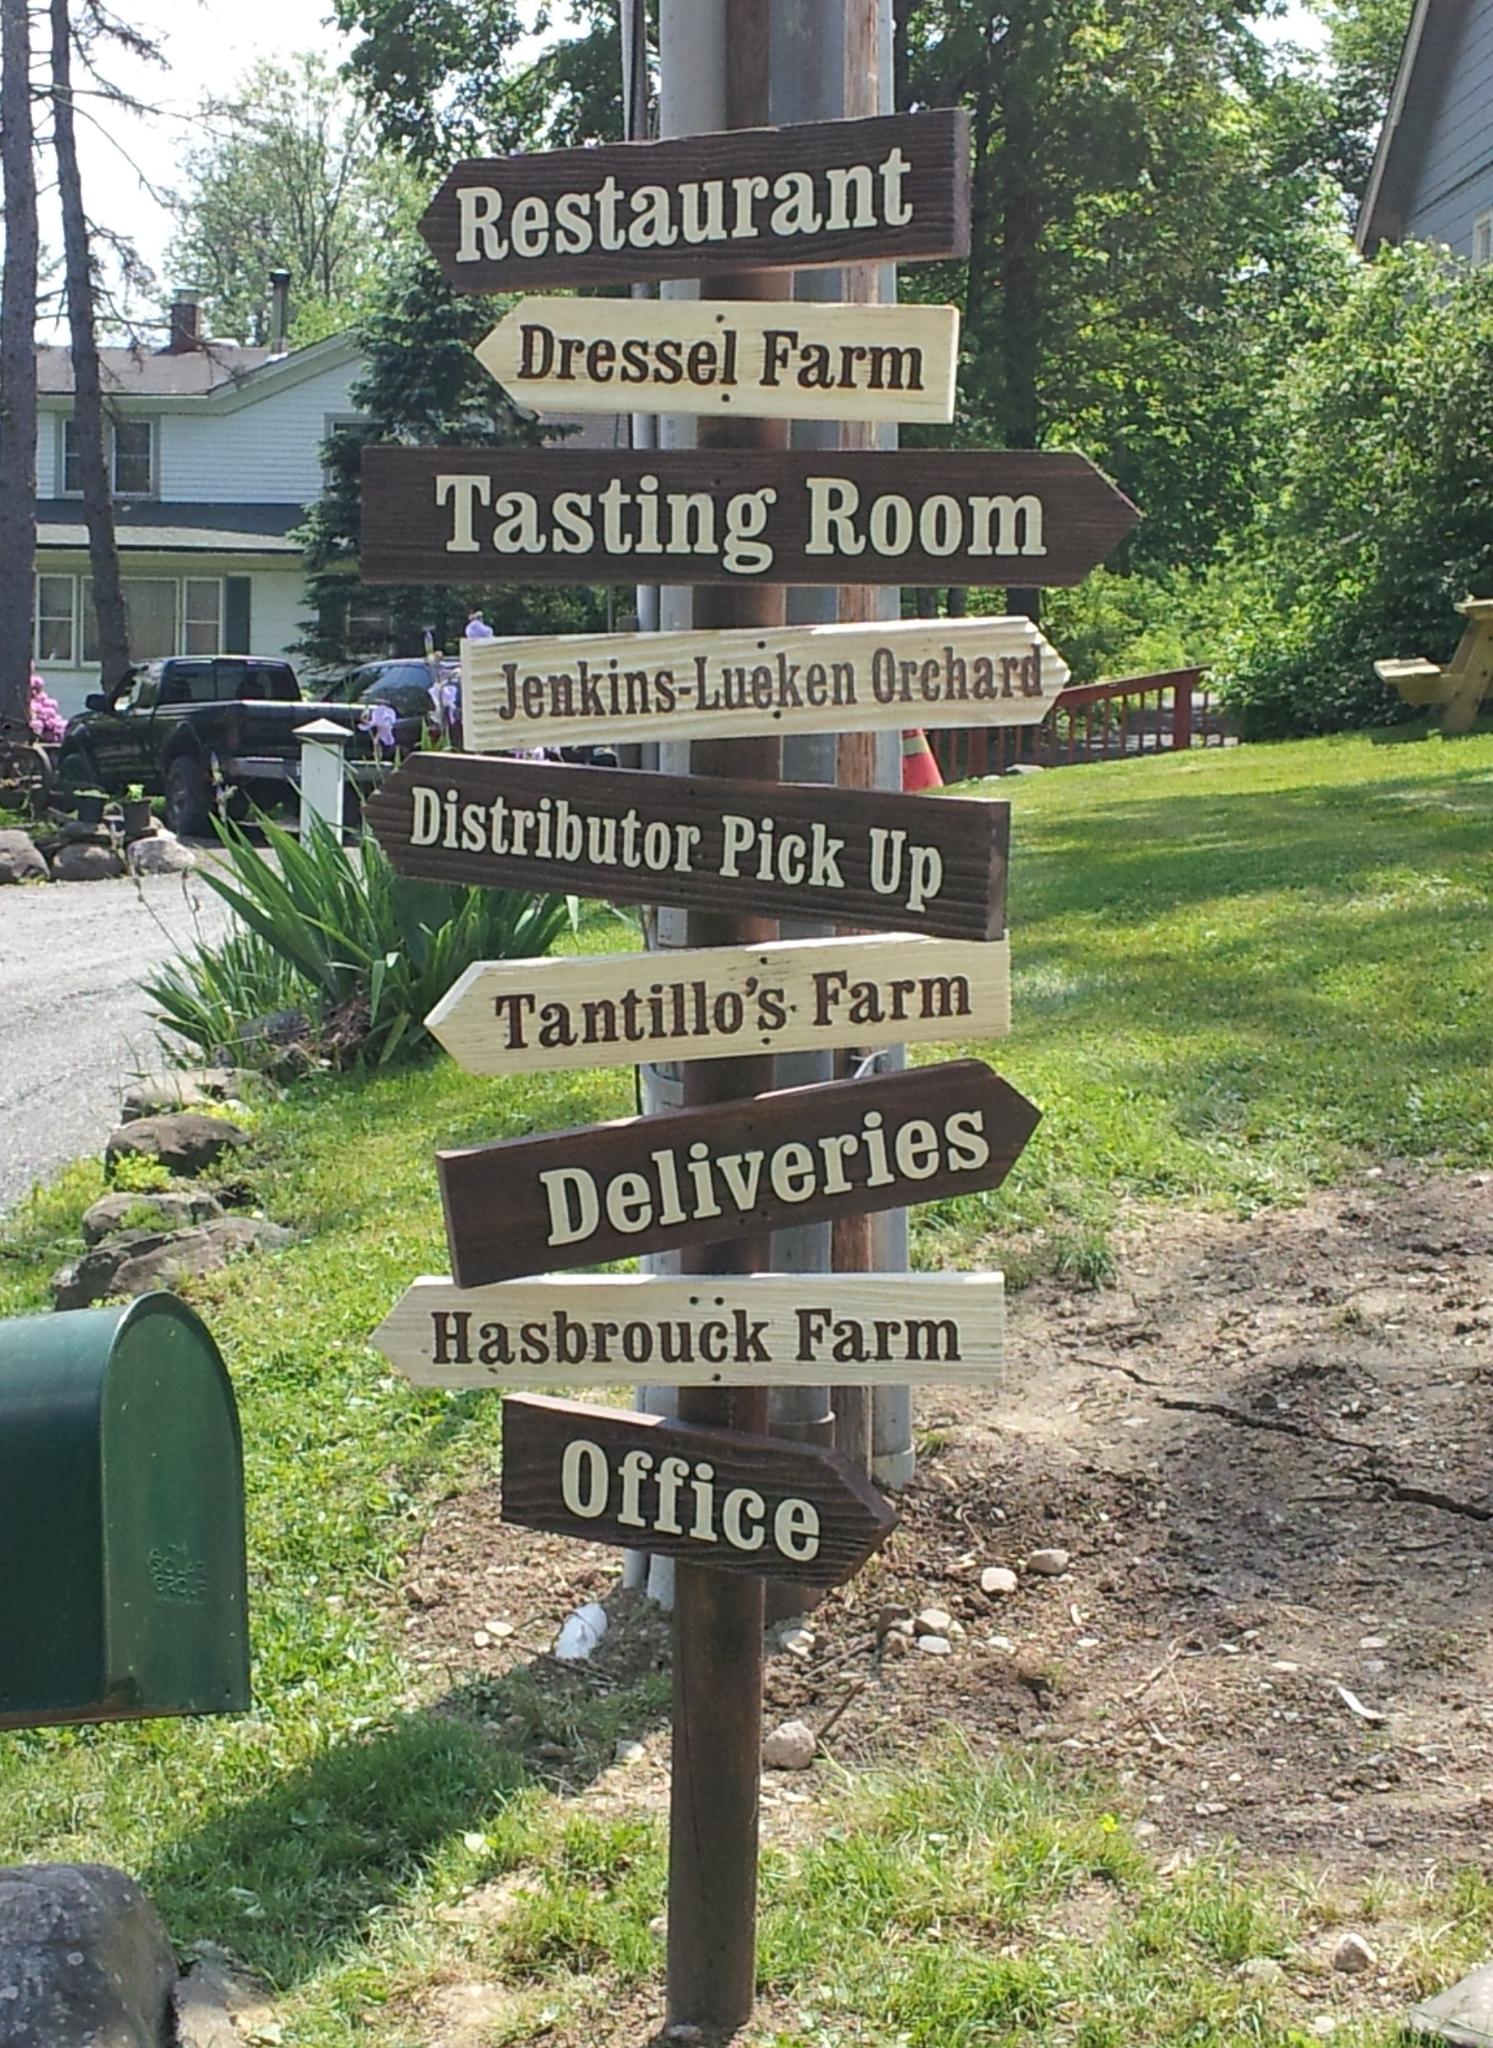 Restaurant
Dressel Farm
Tasting Room
Jenkins-Lueken Orchard
Distributor Pick Up
Tantillo's Farm
Deliveries
Hasbrouck Farm
Office